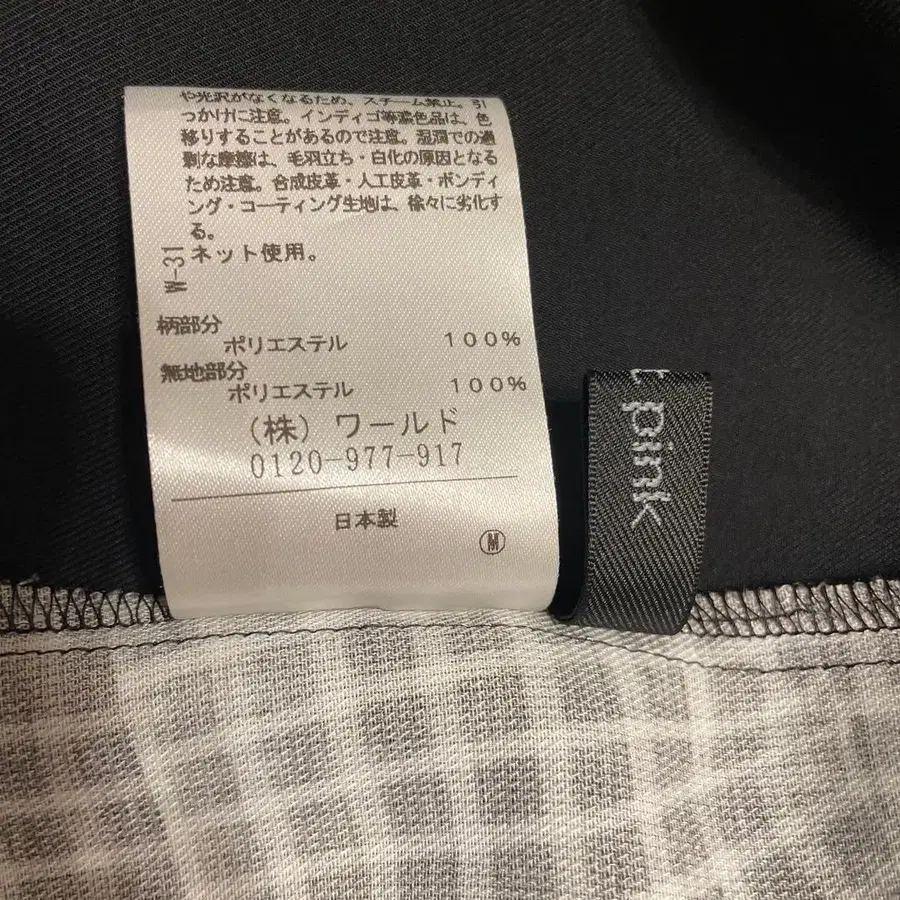 や光沢がなくなるため、スチーム禁止。引
っかけに注意。インディゴ等濃色品は、色
移りすることがあるので注意。湿潤での過
剰な摩擦は、毛羽立ち・白化の原因となる
ため注意。合成皮革・人工皮革・ボンディ
ング・コーティング生地は、徐々に劣化す
る。
ネット使用。
W-31
柄部分
ポリエステル 100%
無地部分
ポリエステル 100%
(株) ワールド
0120-977-917
日本製
M
pink